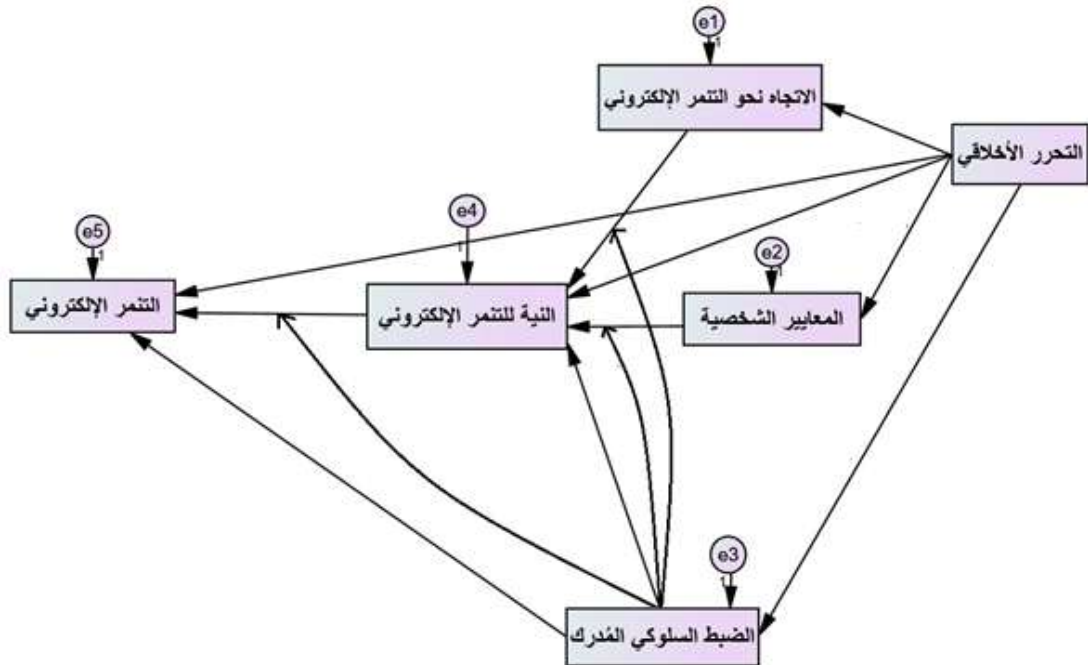 e1
1
الاتجاه نحو التنمر الإلكتروني
التحرر الأخلاقي
e5
1
e4
1
e2
1
التنمر الإلكتروني
النية للتنمر الإلكتروني
المعايير الشخصية
e3
1
الضبط السلوكي المُدرك